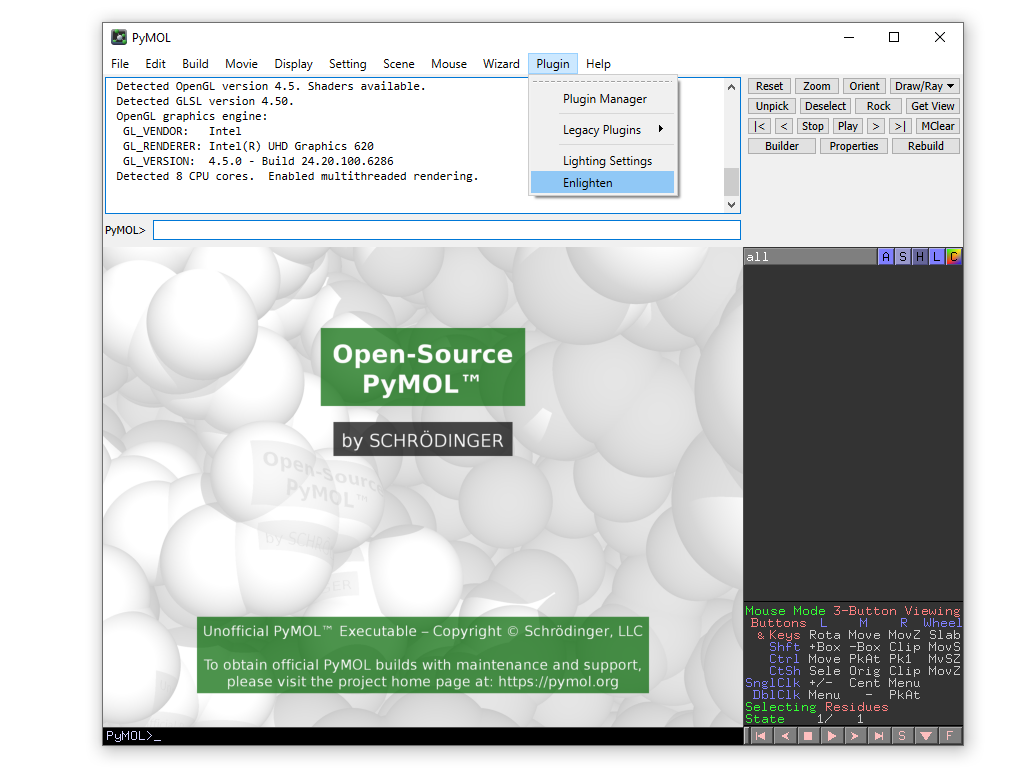 PyMOL
File Edit Build Movie Display Setting Scene Mouse Wizard Plugin Help
Detected OpenGL version 4.5. Shaders available.
Detected GLSL version 4.50.
OpenGL graphics engine:
GL_VENDOR: Intel
GL_RENDERER: Intel(R) UHD Graphics 620
GL_VERSION: 4.5.0 - Build 24.20.100.6286
Detected 8 CPU cores. Enabled multithreaded rendering.
Plugin Manager
Legacy Plugins
Lighting Settings
Enlighten
Reset Zoom Orient Draw/Ray
Unpick Deselect Rock Get View
|< < Stop Play > >| MClear
Builder Properties Rebuild
PyMOL>
all A S H L C
Open-Source
PyMOL™
by SCHRÖDINGER
Open-Source
PyMOL™
by SCHRÖ
Unofficial PyMOL™ Executable – Copyright © Schrödinger, LLC
To obtain official PyMOL builds with maintenance and support,
please visit the project home page at: https://pymol.org
Mouse Mode 3-Button Viewing
Buttons L M R Wheel
& Keys Rota Move MovZ Slab
Shft +Box -Box Clip MovS
Ctrl Move PkAt Pk1 MvSZ
CtSh Sele Orig Clip MovZ
SnglClk +/- Cent Menu
DblClk Menu - PkAt
Selecting Residues
State 1/ 1
PyMOL>_
S F